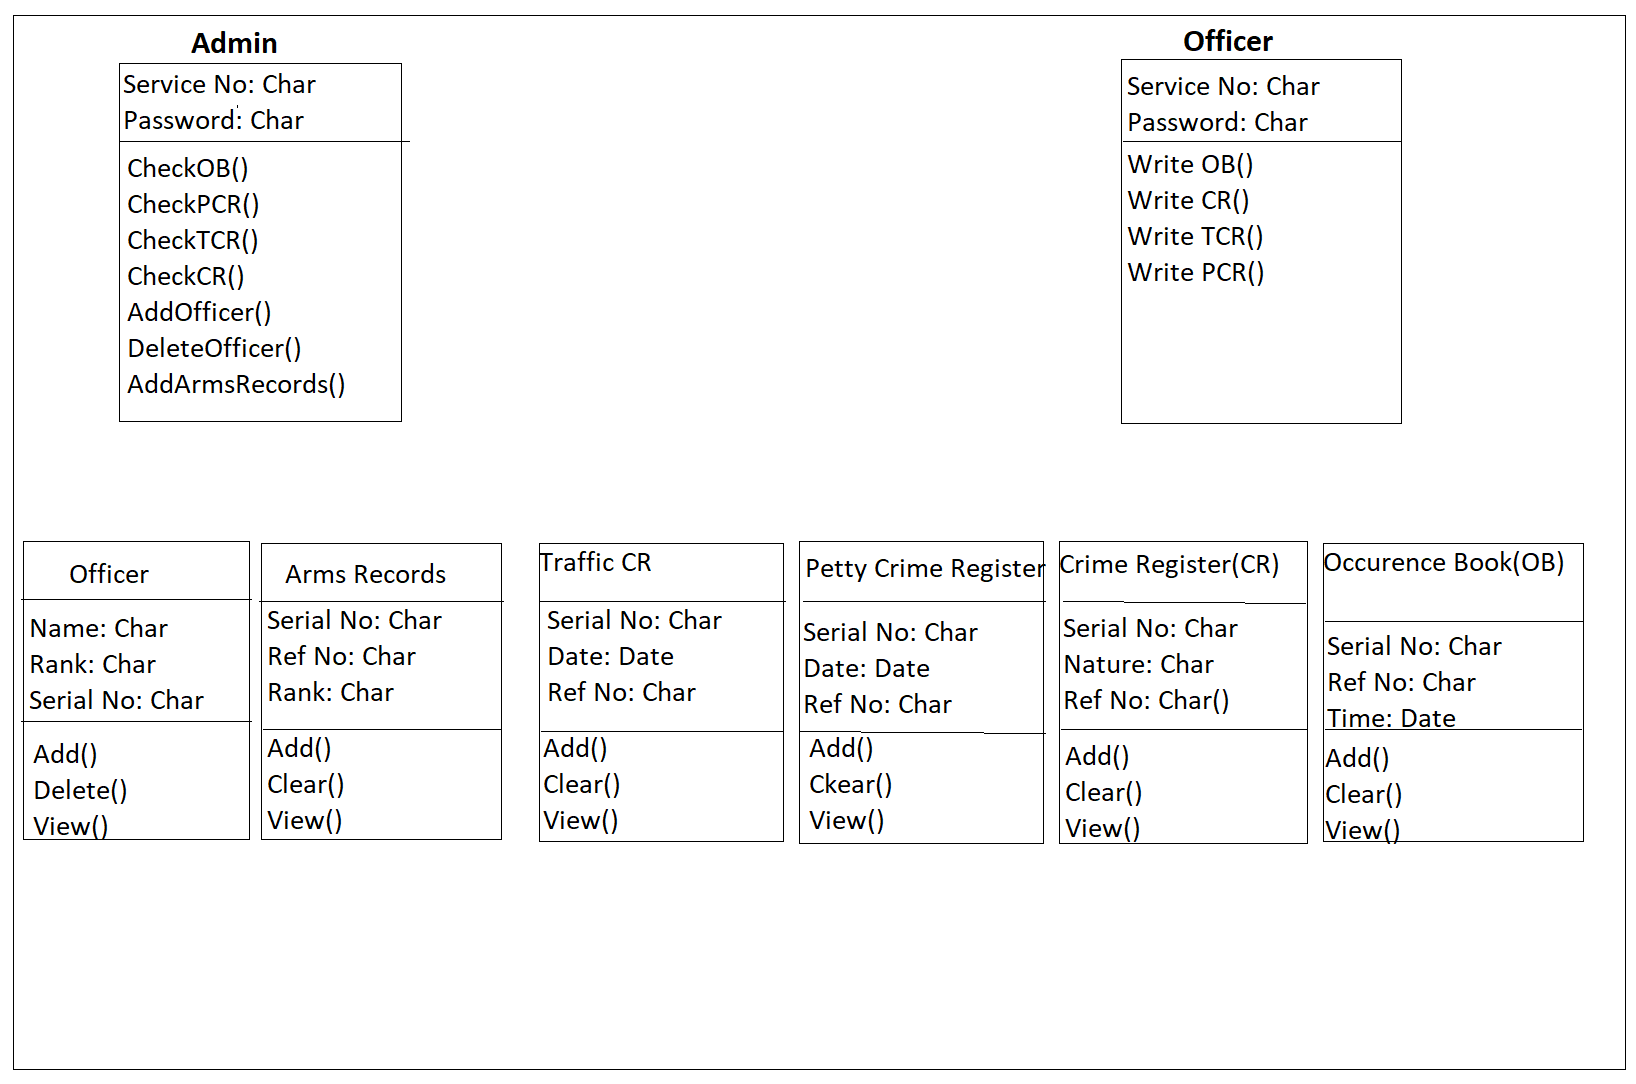 Admin
Service No: Char
Password: Char
CheckOB()
CheckPCR()
CheckTCR()
CheckCR()
AddOfficer()
DeleteOfficer()
AddArmsRecords()
Officer
Service No: Char
Password: Char
Write OB()
Write CR()
Write TCR()
Write PCR()
Officer
Name: Char
Rank: Char
Serial No: Char
Add()
Delete()
View()
Arms Records
Serial No: Char
Ref No: Char
Rank: Char
Add()
Clear()
View()
Traffic CR
Serial No: Char
Date: Date
Ref No: Char
Add()
Clear()
View()
Petty Crime Register
Serial No: Char
Date: Date
Ref No: Char
Add()
Ckear()
View()
Crime Register(CR)
Serial No: Char
Nature: Char
Ref No: Char()
Add()
Clear()
View()
Occurence Book(OB)
Serial No: Char
Ref No: Char
Time: Date
Add()
Clear()
View()